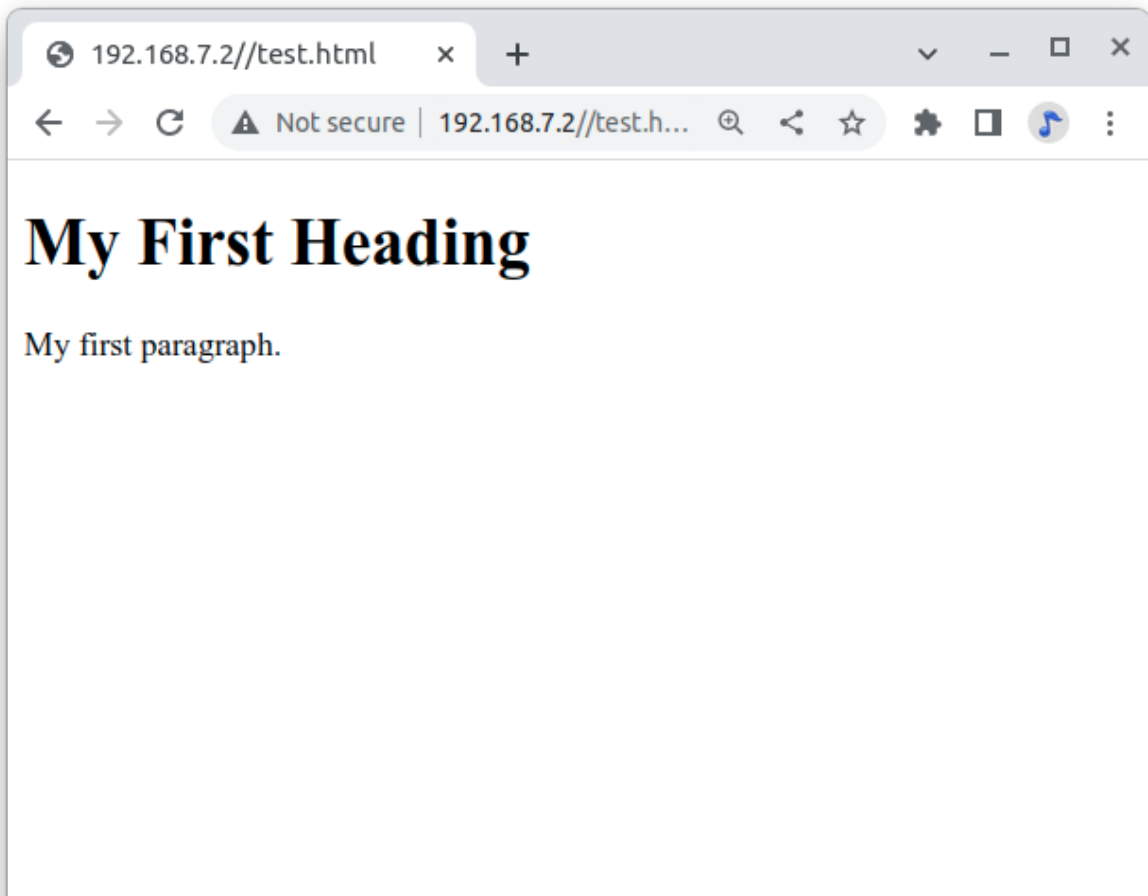 192.168.7.2//test.html
Not secure 192.168.7.2//test.h...
My First Heading
My first paragraph.